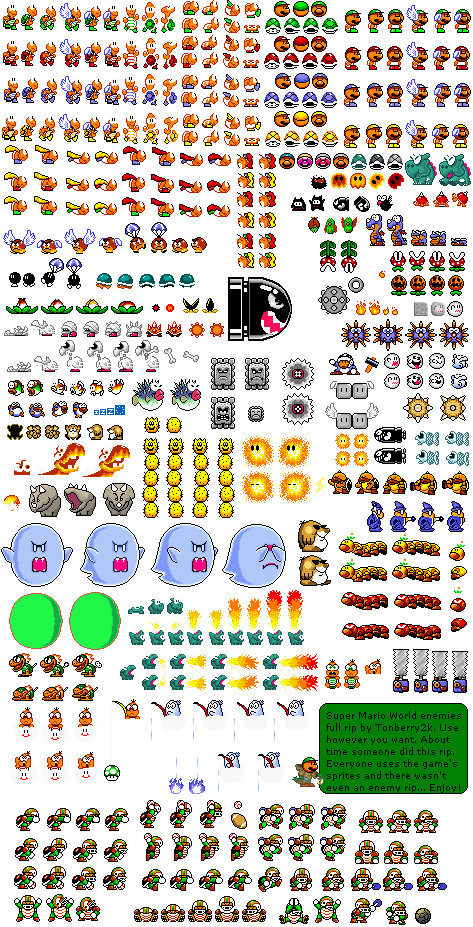 Super Mario World enemies
full rip by Tonberry2k. Use
however you want. About
time someone did this rip.
Everyone uses the game's
sprites and there wasn't
even an enemy rip... Enjoy!